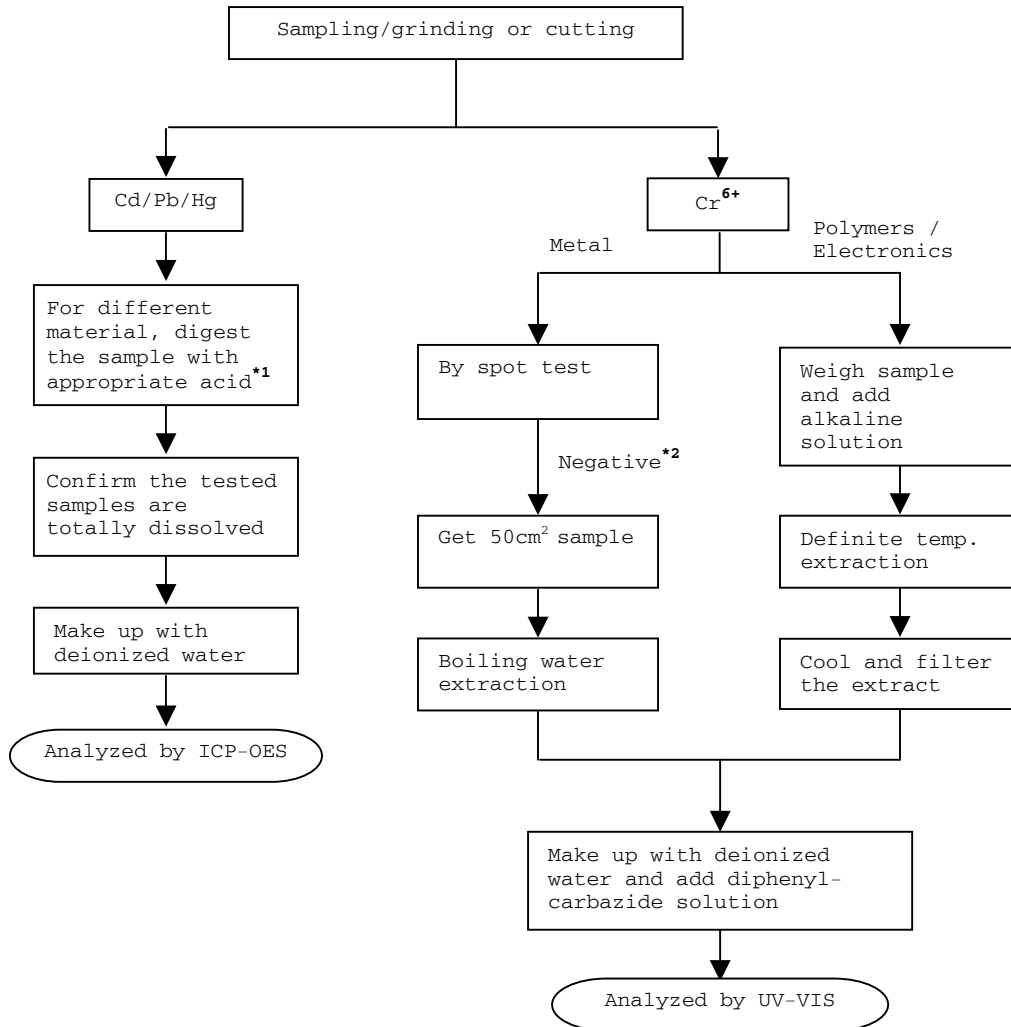 Sampling/grinding or cutting
Cd/Pb/Hg
Cr⁶⁺
Metal
Polymers /
Electronics
For different
material, digest
the sample with
appropriate acid*¹
By spot test
Weigh sample
and add
alkaline
solution
Negative*²
Confirm the tested
samples are
totally dissolved
Get 50cm² sample
Definite temp.
extraction
Make up with
deionized water
Boiling water
extraction
Cool and filter
the extract
Analyzed by ICP-OES
Make up with deionized
water and add diphenyl-
carbazide solution
Analyzed by UV-VIS